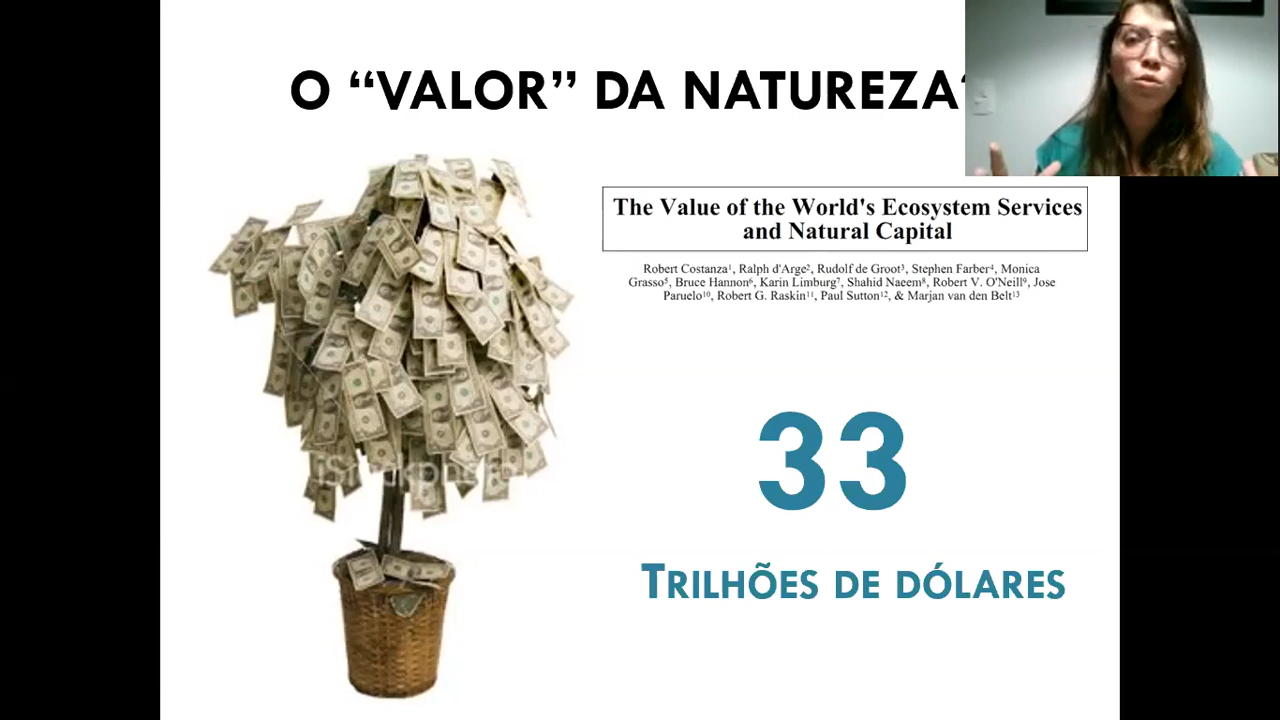 O “VALOR” DA NATUREZA?
The Value of the World's Ecosystem Services
and Natural Capital
Robert Costanza¹, Ralph d'Arge², Rudolf de Groot³, Stephen Farber⁴, Monica
Grasso⁵, Bruce Hannon⁶, Karin Limburg⁷, Shahid Naeem⁸, Robert V. O'Neill⁹, Jose
Paruelo¹⁰, Robert G. Raskin¹¹, Paul Sutton¹², & Marjan van den Belt¹³
iStockphoto
33
TRILHÕES DE DÓLARES